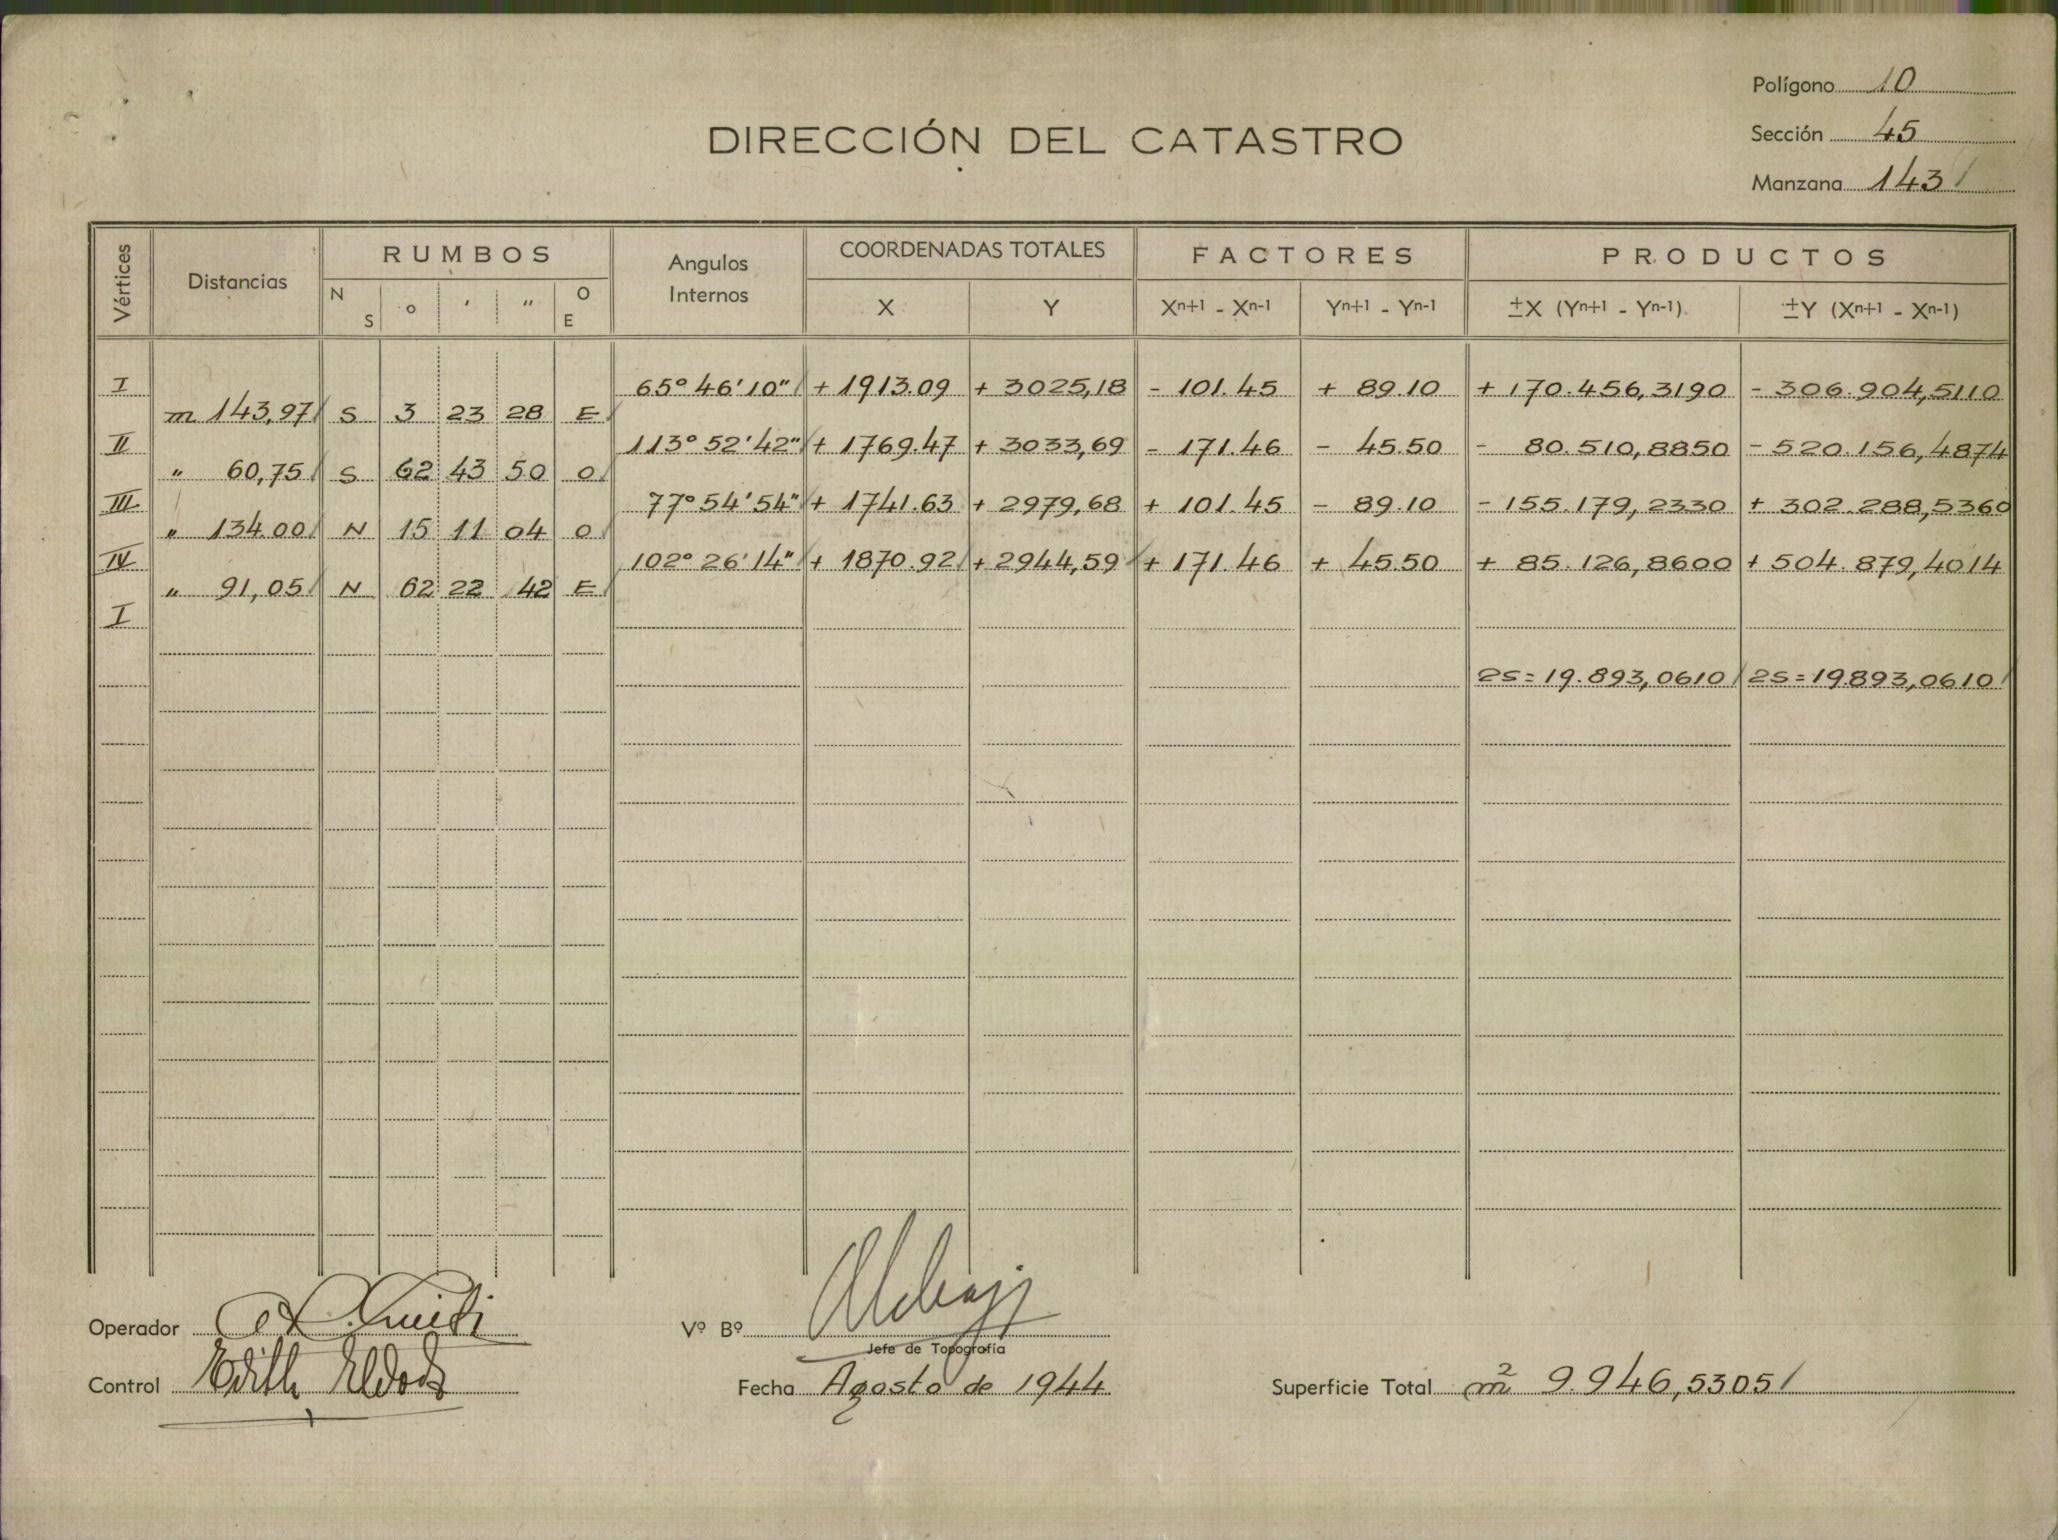 Polígono 10
Sección 45
Manzana 143
DIRECCIÓN DEL CATASTRO
Vértices Distancias RUMBOS Angulos Internos COORDENADAS TOTALES FACTORES PRODUCTOS
N S o ′ ″ O E X Y Xn+1 - Xn-1 Yn+1 - Yn-1 ±X (Yn+1 - Yn-1) ±Y (Xn+1 - Xn-1)
I 65° 46' 10" + 1913.09 + 3025,18 - 101.45 + 89.10 + 170.456,3190 - 306.904,5110
m 143,97 S 3 23 28 E
II 113° 52' 42" + 1769.47 + 3033,69 - 171.46 - 45.50 - 80.510,8850 - 520.156,4874
" 60,75 S 62 43 50 O
III 77° 54' 54" + 1741.63 + 2979,68 + 101.45 - 89.10 - 155.179,2330 + 302.288,5360
" 134.00 N 15 11 04 O
IV 102° 26' 14" + 1870.92 + 2944,59 + 171.46 + 45.50 + 85.126,8600 + 504.879,4014
" 91,05 N 62 22 42 E
I
2S = 19.893,0610 2S = 19893,0610
Operador
Vº Bº
Jefe de Topografía
Control Edith
Fecha Agosto de 1944
Superficie Total m² 9.946,5305